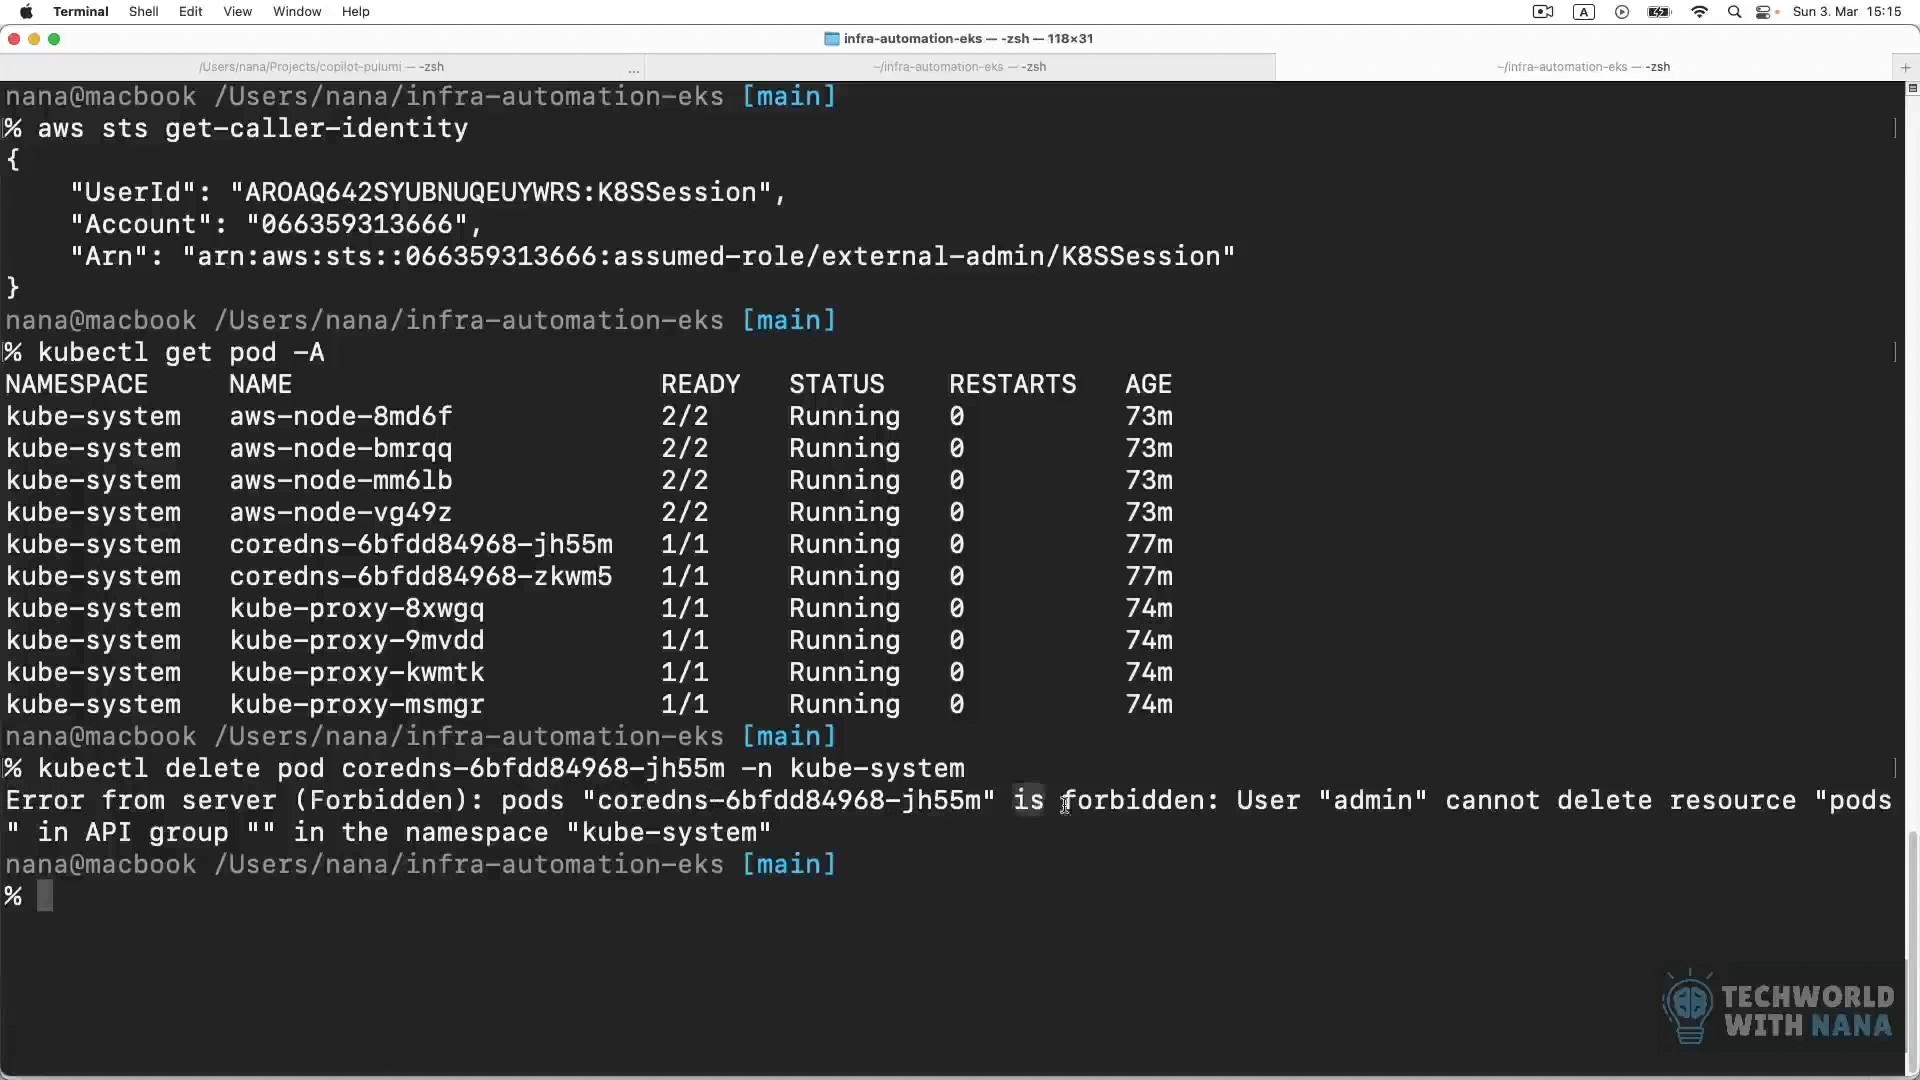 Terminal Shell Edit View Window Help A Sun 3. Mar 15:15
infra-automation-eks — -zsh — 118×31
/Users/nana/Projects/copilot-pulumi — -zsh ... ~/infra-automation-eks — -zsh ~/infra-automation-eks — -zsh +
nana@macbook /Users/nana/infra-automation-eks [main]
% aws sts get-caller-identity
{
    "UserId": "AROAQ642SYUBNUQEUYWRS:K8SSession",
    "Account": "066359313666",
    "Arn": "arn:aws:sts::066359313666:assumed-role/external-admin/K8SSession"
}
nana@macbook /Users/nana/infra-automation-eks [main]
% kubectl get pod -A
NAMESPACE     NAME                       READY   STATUS    RESTARTS   AGE
kube-system   aws-node-8md6f             2/2     Running   0          73m
kube-system   aws-node-bmrqq             2/2     Running   0          73m
kube-system   aws-node-mm6lb             2/2     Running   0          73m
kube-system   aws-node-vg49z             2/2     Running   0          73m
kube-system   coredns-6bfdd84968-jh55m   1/1     Running   0          77m
kube-system   coredns-6bfdd84968-zkwm5   1/1     Running   0          77m
kube-system   kube-proxy-8xwgq           1/1     Running   0          74m
kube-system   kube-proxy-9mvdd           1/1     Running   0          74m
kube-system   kube-proxy-kwmtk           1/1     Running   0          74m
kube-system   kube-proxy-msmgr           1/1     Running   0          74m
nana@macbook /Users/nana/infra-automation-eks [main]
% kubectl delete pod coredns-6bfdd84968-jh55m -n kube-system
Error from server (Forbidden): pods "coredns-6bfdd84968-jh55m" is forbidden: User "admin" cannot delete resource "pods
" in API group "" in the namespace "kube-system"
nana@macbook /Users/nana/infra-automation-eks [main]
%
TECHWORLD
WITH NANA